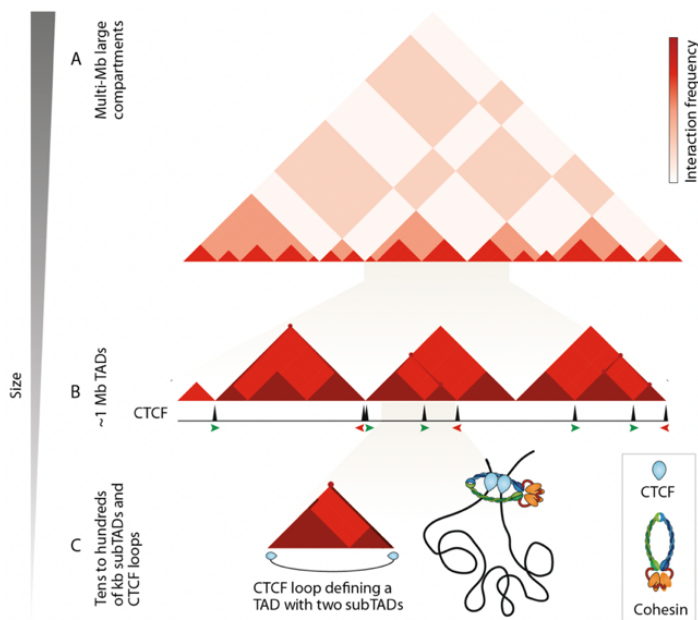 A
Multi-Mb large
compartments
Interaction frequency
Size
B
~1 Mb TADs
CTCF
C
Tens to hundreds
of kb subTADs and
CTCF loops
CTCF loop defining a
TAD with two subTADs
CTCF
Cohesin